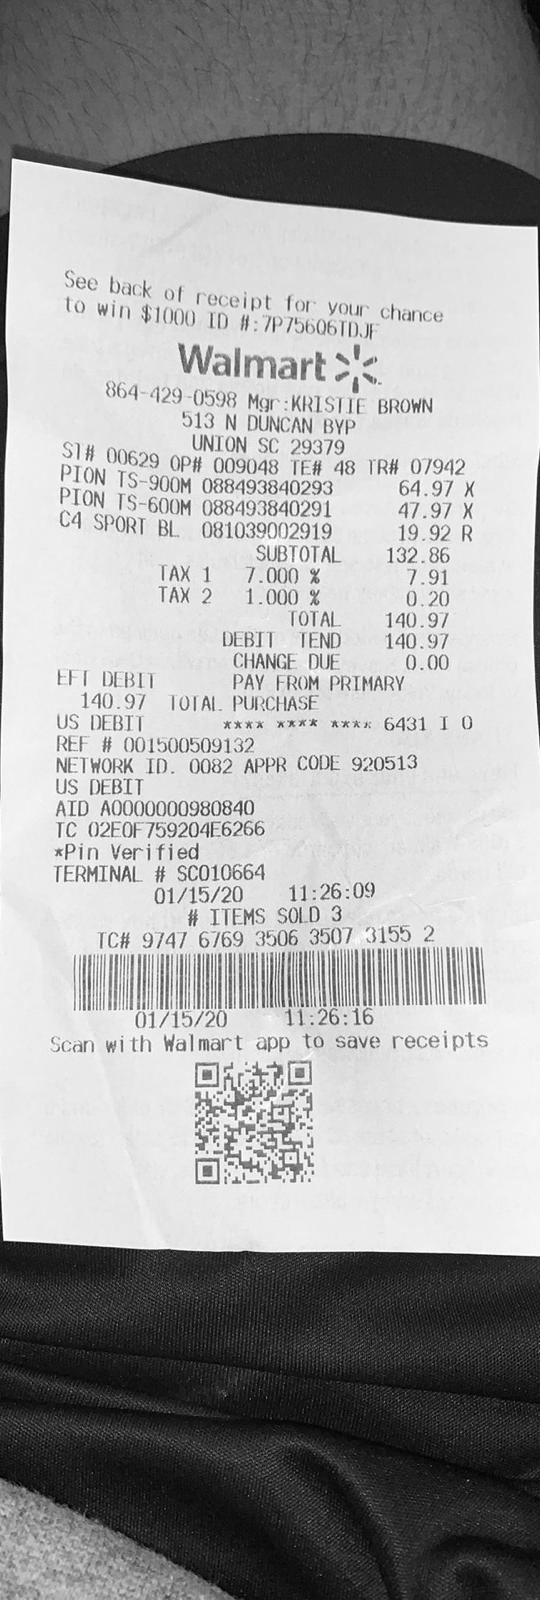 See back of receipt for your chance
to win $1000 ID #:7P75606TDJF
Walmart
864-429-0598 Mgr:KRISTIE BROWN
513 N DUNCAN BYP
UNION SC 29379
ST# 00629 OP# 009048 TE# 48 TR# 07942
PION TS-900M 088493840293 64.97 X
PION TS-600M 088493840291 47.97 X
C4 SPORT BL 081039002919 19.92 R
SUBTOTAL 132.86
TAX 1 7.000 % 7.91
TAX 2 1.000 % 0.20
TOTAL 140.97
DEBIT TEND 140.97
CHANGE DUE 0.00
EFT DEBIT PAY FROM PRIMARY
140.97 TOTAL PURCHASE
US DEBIT **** **** **** 6431 I 0
REF # 001500509132
NETWORK ID. 0082 APPR CODE 920513
US DEBIT
AID A0000000980840
TC 02E0F759204E6266
*Pin Verified
TERMINAL # SC010664
01/15/20 11:26:09
# ITEMS SOLD 3
TC# 9747 6769 3506 3507 3155 2
01/15/20 11:26:16
Scan with Walmart app to save receipts